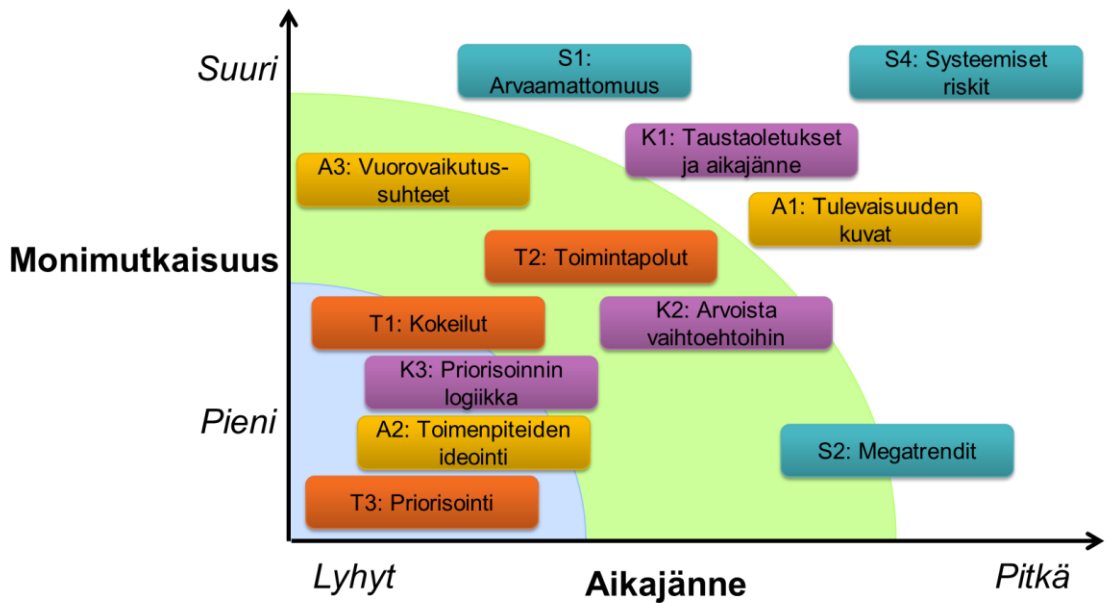 Suuri
S1:
Arvaamattomuus
S4: Systeemiset
riskit
K1: Taustaoletukset
ja aikajänne
A3: Vuorovaikutus-
suhteet
A1: Tulevaisuuden
kuvat
Monimutkaisuus
T2: Toimintapolut
T1: Kokeilut
K2: Arvoista
vaihtoehtoihin
K3: Priorisoinnin
logiikka
Pieni
A2: Toimenpiteiden
ideointi
S2: Megatrendit
T3: Priorisointi
Lyhyt
Aikajänne
Pitkä